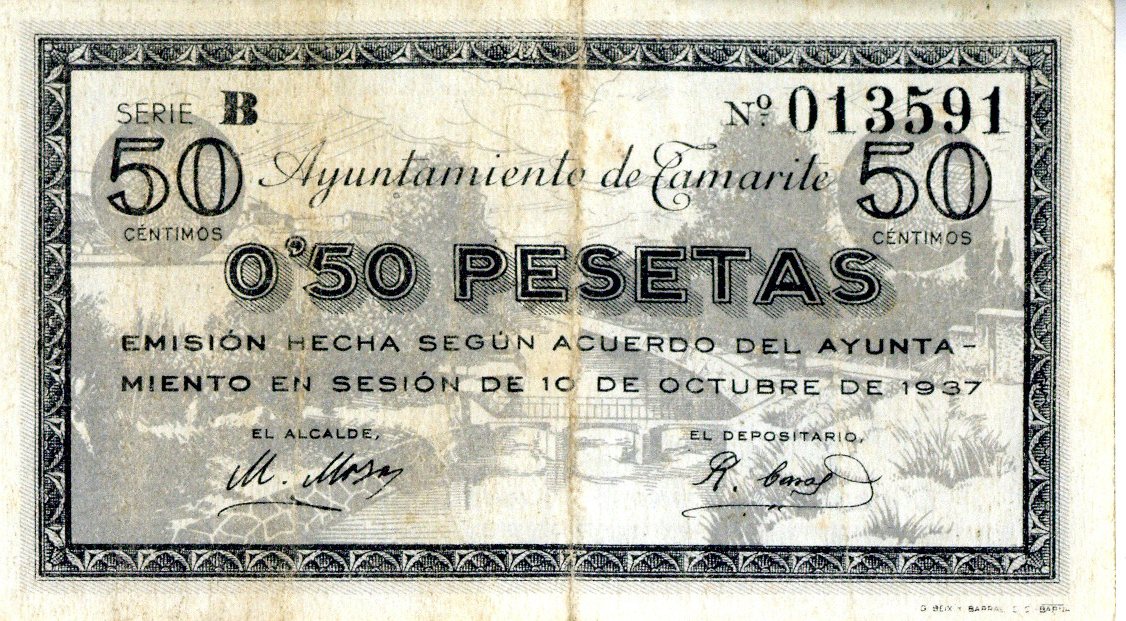 SERIE B
Nº 013591
50
CÉNTIMOS
Ayuntamiento de Tamarite
50
CÉNTIMOS
0'50 PESETAS
EMISIÓN HECHA SEGÚN ACUERDO DEL AYUNTA-
MIENTO EN SESIÓN DE 10 DE OCTUBRE DE 1937
EL ALCALDE,
EL DEPOSITARIO,
M.
R.